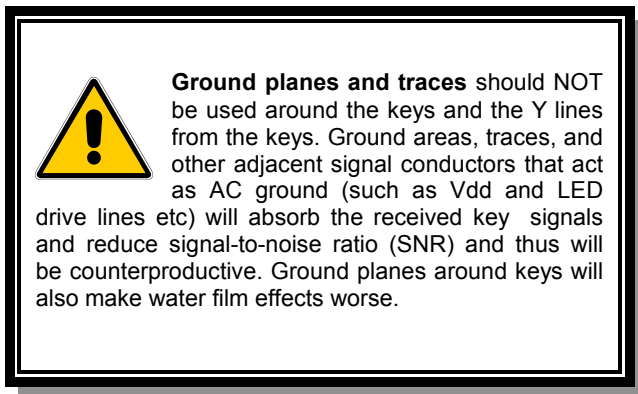 Ground planes and traces should NOT
be used around the keys and the Y lines
from the keys. Ground areas, traces, and
other adjacent signal conductors that act
as AC ground (such as Vdd and LED
drive lines etc) will absorb the received key signals
and reduce signal-to-noise ratio (SNR) and thus will
be counterproductive. Ground planes around keys will
also make water film effects worse.